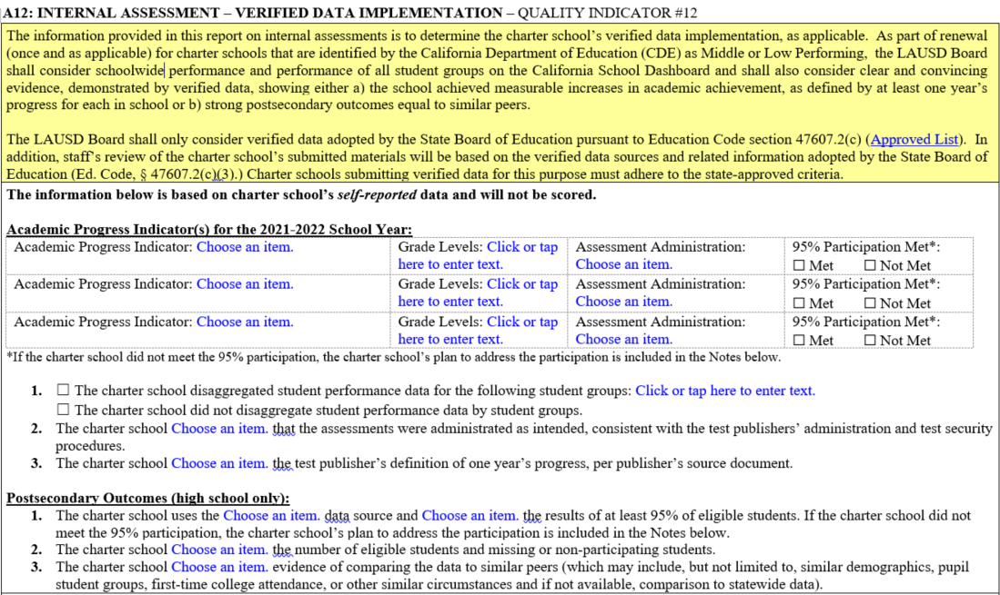 A12: INTERNAL ASSESSMENT – VERIFIED DATA IMPLEMENTATION – QUALITY INDICATOR #12
The information provided in this report on internal assessments is to determine the charter school's verified data implementation, as applicable. As part of renewal
(once and as applicable) for charter schools that are identified by the California Department of Education (CDE) as Middle or Low Performing, the LAUSD Board
shall consider schoolwide performance and performance of all student groups on the California School Dashboard and shall also consider clear and convincing
evidence, demonstrated by verified data, showing either a) the school achieved measurable increases in academic achievement, as defined by at least one year's
progress for each in school or b) strong postsecondary outcomes equal to similar peers.
The LAUSD Board shall only consider verified data adopted by the State Board of Education pursuant to Education Code section 47607.2(c) (Approved List). In
addition, staff's review of the charter school's submitted materials will be based on the verified data sources and related information adopted by the State Board of
Education (Ed. Code, § 47607.2(c)(3).) Charter schools submitting verified data for this purpose must adhere to the state-approved criteria.
The information below is based on charter school's self-reported data and will not be scored.
Academic Progress Indicator(s) for the 2021-2022 School Year:
Academic Progress Indicator: Choose an item. Grade Levels: Click or tap Assessment Administration: 95% Participation Met*:
here to enter text. Choose an item. ☐ Met ☐ Not Met
Academic Progress Indicator: Choose an item. Grade Levels: Click or tap Assessment Administration: 95% Participation Met*:
here to enter text. Choose an item. ☐ Met ☐ Not Met
Academic Progress Indicator: Choose an item. Grade Levels: Click or tap Assessment Administration: 95% Participation Met*:
here to enter text. Choose an item. ☐ Met ☐ Not Met
*If the charter school did not meet the 95% participation, the charter school's plan to address the participation is included in the Notes below.
1. ☐ The charter school disaggregated student performance data for the following student groups: Click or tap here to enter text.
☐ The charter school did not disaggregate student performance data by student groups.
2. The charter school Choose an item. that the assessments were administered as intended, consistent with the test publishers' administration and test security
procedures.
3. The charter school Choose an item. the test publisher's definition of one year's progress, per publisher's source document.
Postsecondary Outcomes (high school only):
1. The charter school uses the Choose an item. data source and Choose an item. the results of at least 95% of eligible students. If the charter school did not
meet the 95% participation, the charter school's plan to address the participation is included in the Notes below.
2. The charter school Choose an item. the number of eligible students and missing or non-participating students.
3. The charter school Choose an item. evidence of comparing the data to similar peers (which may include, but not limited to, similar demographics, pupil
student groups, first-time college attendance, or other similar circumstances and if not available, comparison to statewide data).